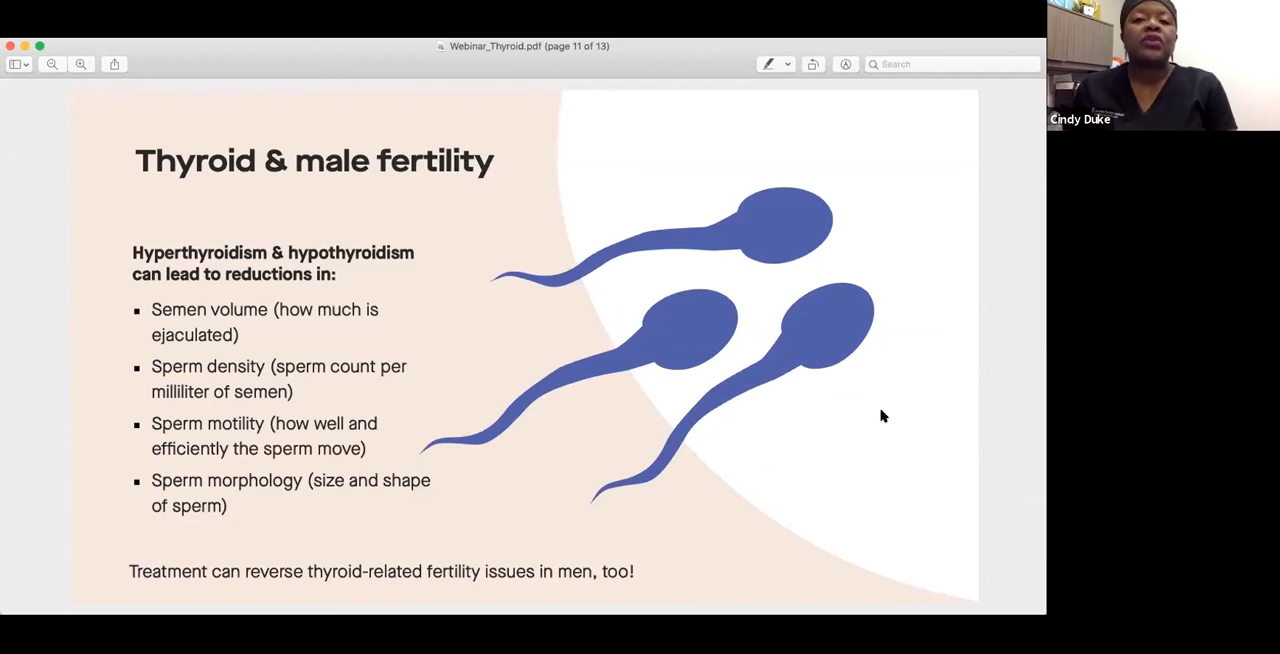 Webinar_Thyroid.pdf (page 11 of 13)
Search
Cindy Duke
Thyroid & male fertility
Hyperthyroidism & hypothyroidism
can lead to reductions in:
▪ Semen volume (how much is
ejaculated)
▪ Sperm density (sperm count per
milliliter of semen)
▪ Sperm motility (how well and
efficiently the sperm move)
▪ Sperm morphology (size and shape
of sperm)
Treatment can reverse thyroid-related fertility issues in men, too!